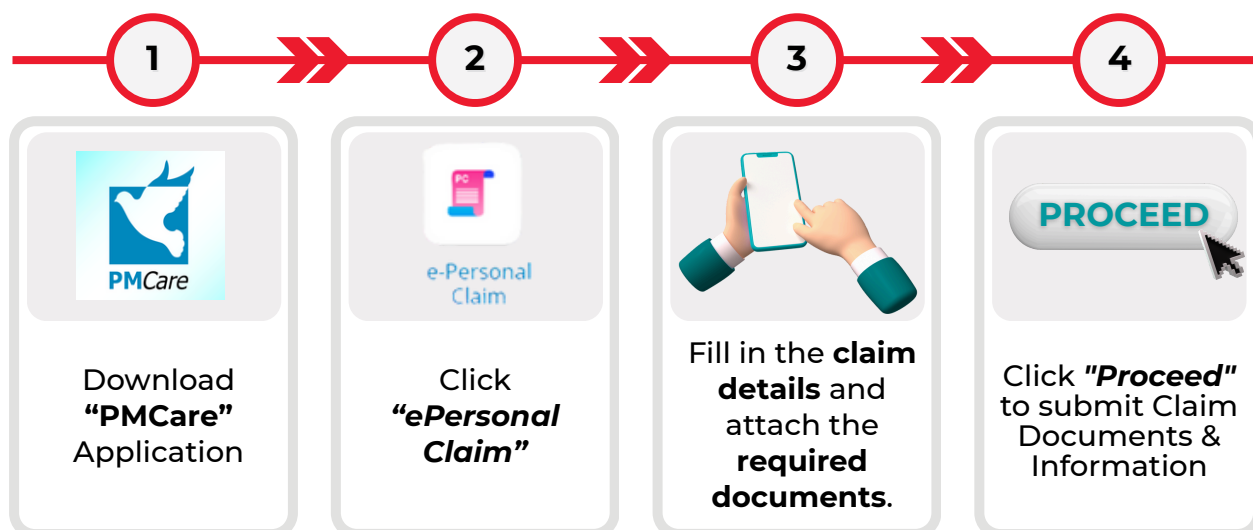 1
2
3
4
PMCare
Download
“PMCare”
Application
PC
e-Personal
Claim
Click
“ePersonal
Claim”
Fill in the claim
details and
attach the
required
documents.
PROCEED
Click "Proceed"
to submit Claim
Documents &
Information